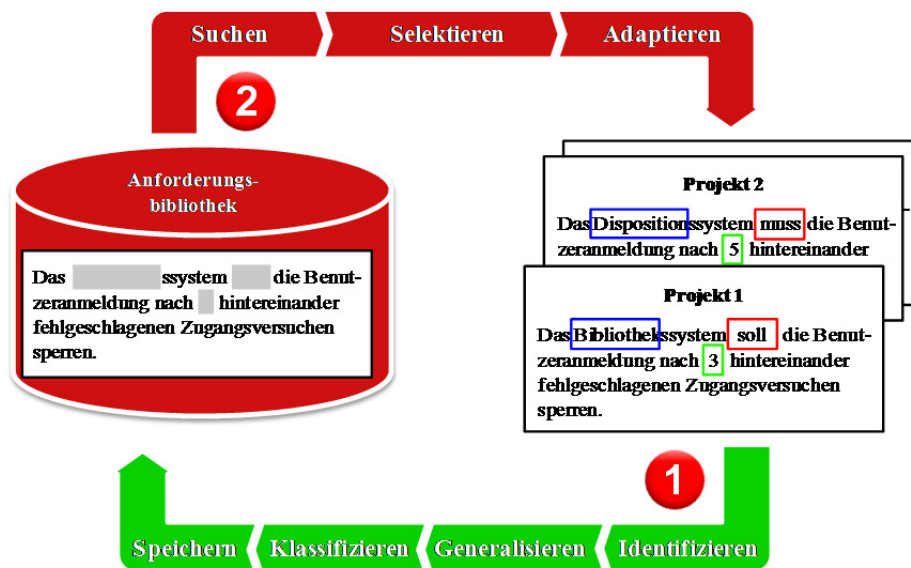 Suchen Selektieren Adaptieren
2
Anforderungs-
bibliothek
Das ssystem die Benut-
zeranmeldung nach hintereinander
fehlgeschlagenen Zugangsversuchen
sperren.
Projekt 2
Das Dispositionssystem muss die Benut-
zeranmeldung nach 5 hintereinander
Projekt 1
Das Bibliothekssystem soll die Benut-
zeranmeldung nach 3 hintereinander
fehlgeschlagenen Zugangsversuchen
sperren.
1
Speichern Klassifizieren Generalisieren Identifizieren